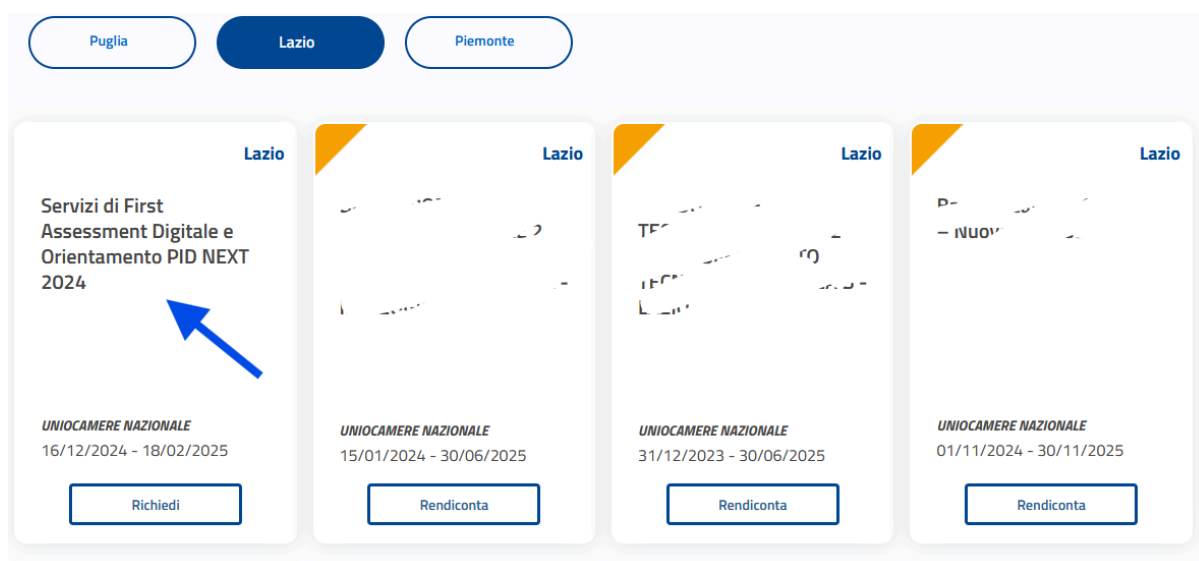 Puglia
Lazio
Piemonte
Lazio
Servizi di First
Assessment Digitale e
Orientamento PID NEXT
2024
UNIOCAMERE NAZIONALE
16/12/2024 - 18/02/2025
Richiedi
Lazio
UNIOCAMERE NAZIONALE
15/01/2024 - 30/06/2025
Rendiconta
Lazio
UNIOCAMERE NAZIONALE
31/12/2023 - 30/06/2025
Rendiconta
Lazio
UNIOCAMERE NAZIONALE
01/11/2024 - 30/11/2025
Rendiconta